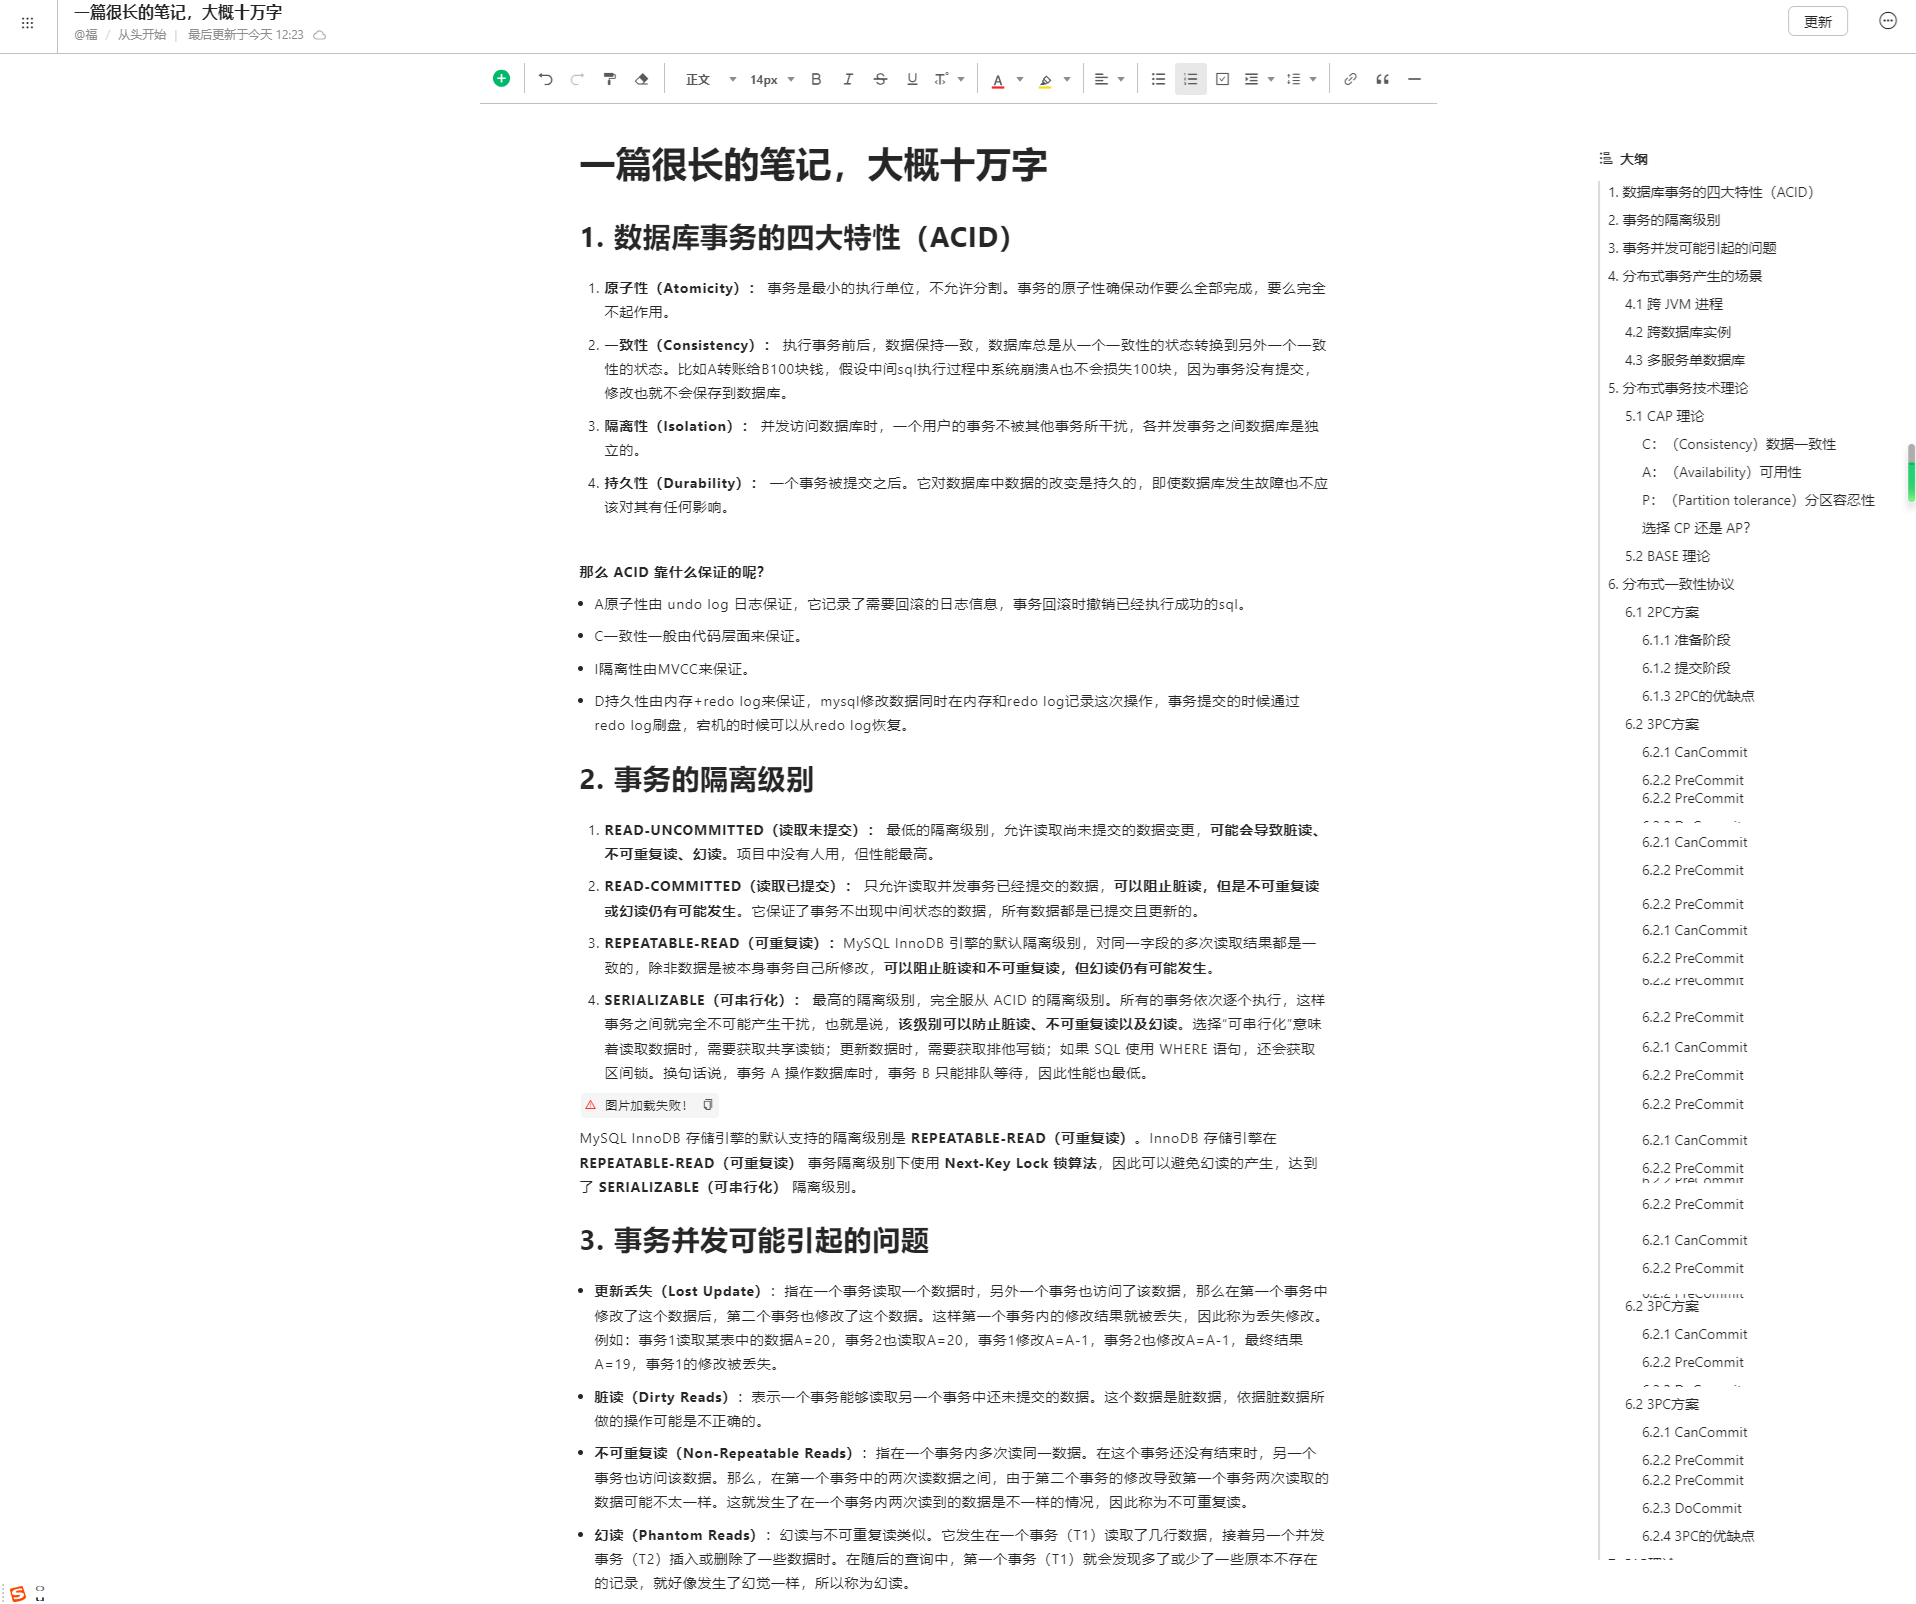 一篇很长的笔记，大概十万字
@福 / 从头开始 | 最后更新于今天 12:23
更新
正文 14px B I S U T A
一篇很长的笔记，大概十万字
1. 数据库事务的四大特性（ACID）
1. 原子性（Atomicity）： 事务是最小的执行单位，不允许分割。事务的原子性确保动作要么全部完成，要么完全
不起作用。
2. 一致性（Consistency）： 执行事务前后，数据保持一致，数据库总是从一个一致性的状态转换到另外一个一致
性的状态。比如A转账给B100块钱，假设中间sql执行过程中系统崩溃A也不会损失100块，因为事务没有提交，
修改也就不会保存到数据库。
3. 隔离性（Isolation）： 并发访问数据库时，一个用户的事务不被其他事务所干扰，各并发事务之间数据库是独
立的。
4. 持久性（Durability）： 一个事务被提交之后。它对数据库中数据的改变是持久的，即使数据库发生故障也不应
该对其有任何影响。
那么 ACID 靠什么保证的呢？
A原子性由 undo log 日志保证，它记录了需要回滚的日志信息，事务回滚时撤销已经执行成功的sql。
C一致性一般由代码层面来保证。
I隔离性由MVCC来保证。
D持久性由内存+redo log来保证，mysql修改数据同时在内存和redo log记录这次操作，事务提交的时候通过
redo log刷盘，宕机的时候可以从redo log恢复。
2. 事务的隔离级别
1. READ-UNCOMMITTED（读取未提交）： 最低的隔离级别，允许读取尚未提交的数据变更，可能会导致脏读、
不可重复读、幻读。项目中没有人用，但性能最高。
2. READ-COMMITTED（读取已提交）： 只允许读取并发事务已经提交的数据，可以阻止脏读，但是不可重复读
或幻读仍有可能发生。它保证了事务不出现中间状态的数据，所有数据都是已提交且更新的。
3. REPEATABLE-READ（可重复读）：MySQL InnoDB 引擎的默认隔离级别，对同一字段的多次读取结果都是一
致的，除非数据是被本身事务自己所修改，可以阻止脏读和不可重复读，但幻读仍有可能发生。
4. SERIALIZABLE（可串行化）： 最高的隔离级别，完全服从 ACID 的隔离级别。所有的事务依次逐个执行，这样
事务之间就完全不可能产生干扰，也就是说，该级别可以防止脏读、不可重复读以及幻读。选择“可串行化”意味
着读取数据时，需要获取共享读锁；更新数据时，需要获取排他写锁；如果 SQL 使用 WHERE 语句，还会获取
区间锁。换句话说，事务 A 操作数据库时，事务 B 只能排队等待，因此性能也最低。
图片加载失败！
MySQL InnoDB 存储引擎的默认支持的隔离级别是 REPEATABLE-READ（可重复读）。InnoDB 存储引擎在
REPEATABLE-READ（可重复读） 事务隔离级别下使用 Next-Key Lock 锁算法，因此可以避免幻读的产生，达到
了 SERIALIZABLE（可串行化） 隔离级别。
3. 事务并发可能引起的问题
更新丢失（Lost Update）：指在一个事务读取一个数据时，另外一个事务也访问了该数据，那么在第一个事务中
修改了这个数据后，第二个事务也修改了这个数据。这样第一个事务内的修改结果就被丢失，因此称为丢失修改。
例如：事务1读取某表中的数据A=20，事务2也读取A=20，事务1修改A=A-1，事务2也修改A=A-1，最终结果
A=19，事务1的修改被丢失。
脏读（Dirty Reads）：表示一个事务能够读取另一个事务中还未提交的数据。这个数据是脏数据，依据脏数据所
做的操作可能是不正确的。
不可重复读（Non-Repeatable Reads）：指在一个事务内多次读同一数据。在这个事务还没有结束时，另一个
事务也访问该数据。那么，在第一个事务中的两次读数据之间，由于第二个事务的修改导致第一个事务两次读取的
数据可能不太一样。这就发生了在一个事务内两次读到的数据是不一样的情况，因此称为不可重复读。
幻读（Phantom Reads）：幻读与不可重复读类似。它发生在一个事务（T1）读取了几行数据，接着另一个并发
事务（T2）插入或删除了一些数据时。在随后的查询中，第一个事务（T1）就会发现多了或少了一些原本不存在
的记录，就好像发生了幻觉一样，所以称为幻读。
大纲
1. 数据库事务的四大特性（ACID）
2. 事务的隔离级别
3. 事务并发可能引起的问题
4. 分布式事务产生的场景
4.1 跨 JVM 进程
4.2 跨数据库实例
4.3 多服务单数据库
5. 分布式事务技术理论
5.1 CAP 理论
C：（Consistency）数据一致性
A：（Availability）可用性
P：（Partition tolerance）分区容忍性
选择 CP 还是 AP？
5.2 BASE 理论
6. 分布式一致性协议
6.1 2PC方案
6.1.1 准备阶段
6.1.2 提交阶段
6.1.3 2PC的优缺点
6.2 3PC方案
6.2.1 CanCommit
6.2.2 PreCommit
6.2.2 PreCommit
6.2.1 CanCommit
6.2.2 PreCommit
6.2.2 PreCommit
6.2.1 CanCommit
6.2.2 PreCommit
6.2.2 PreCommit
6.2.2 PreCommit
6.2.1 CanCommit
6.2.2 PreCommit
6.2.2 PreCommit
6.2.1 CanCommit
6.2.2 PreCommit
6.2.2 PreCommit
6.2.1 CanCommit
6.2.2 PreCommit
6.2 3PC方案
6.2.1 CanCommit
6.2.2 PreCommit
6.2 3PC方案
6.2.1 CanCommit
6.2.2 PreCommit
6.2.2 PreCommit
6.2.3 DoCommit
6.2.4 3PC的优缺点